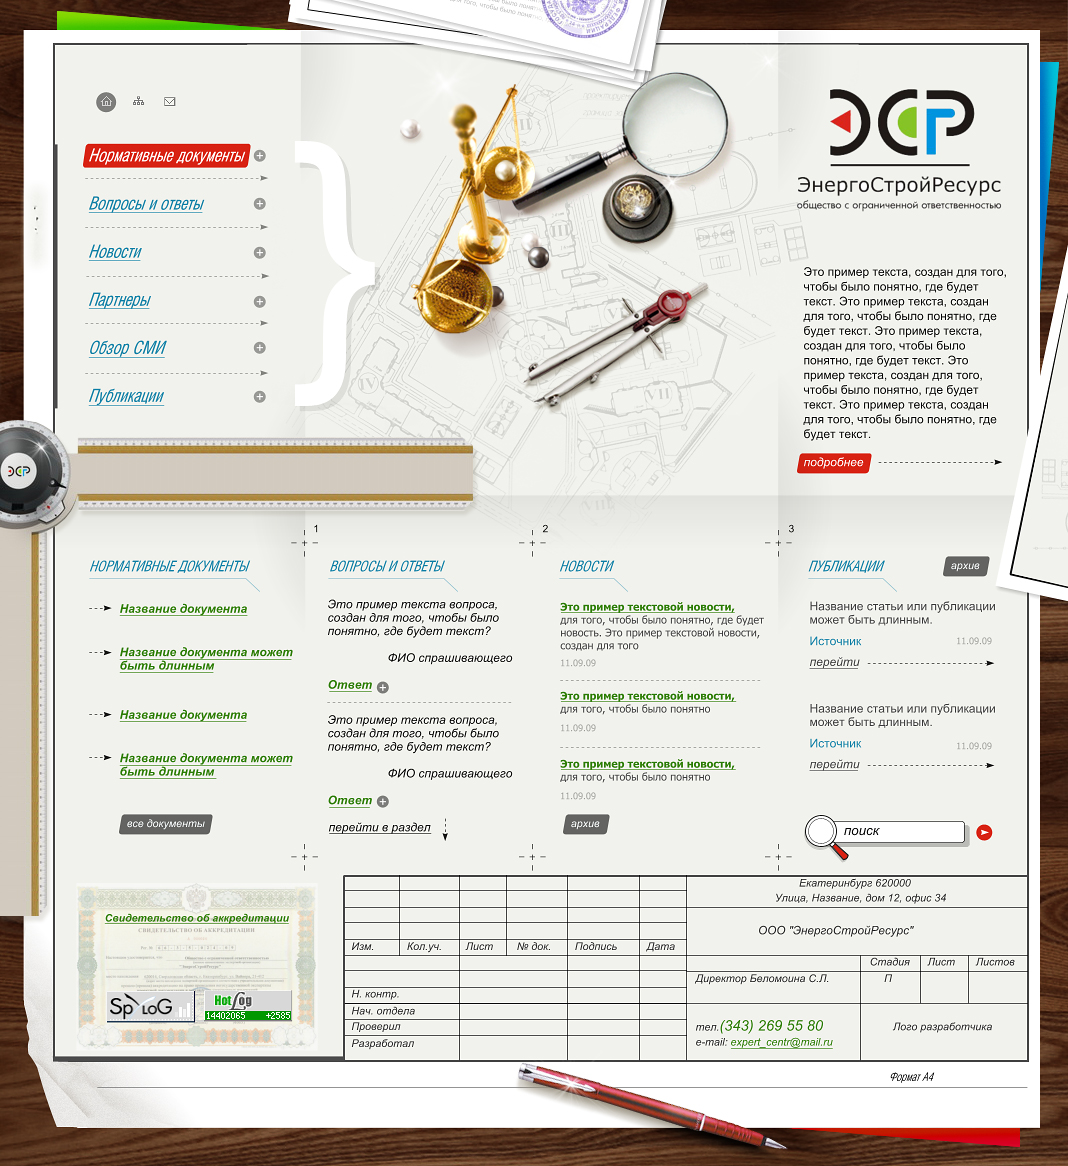 Нормативные документы
Вопросы и ответы
Новости
Партнеры
Обзор СМИ
Публикации
ЭСР
ЭнергоСтройРесурс
общество с ограниченной ответственностью
Это пример текста, создан для того,
чтобы было понятно, где будет
текст. Это пример текста, создан
для того, чтобы было понятно, где
будет текст. Это пример текста,
создан для того, чтобы было
понятно, где будет текст. Это
пример текста, создан для того,
чтобы было понятно, где будет
текст. Это пример текста, создан
для того, чтобы было понятно, где
будет текст.
подробнее
ЭСР
1
2
3
НОРМАТИВНЫЕ ДОКУМЕНТЫ
Название документа
Название документа может
быть длинным
Название документа
Название документа может
быть длинным
все документы
ВОПРОСЫ И ОТВЕТЫ
Это пример текста вопроса,
создан для того, чтобы было
понятно, где будет текст?
ФИО спрашивающего
Ответ
Это пример текста вопроса,
создан для того, чтобы было
понятно, где будет текст?
ФИО спрашивающего
Ответ
перейти в раздел
НОВОСТИ
Это пример текстовой новости,
для того, чтобы было понятно, где будет
новость. Это пример текстовой новости,
создан для того
11.09.09
Это пример текстовой новости,
для того, чтобы было понятно
11.09.09
Это пример текстовой новости,
для того, чтобы было понятно
11.09.09
архив
ПУБЛИКАЦИИ
архив
Название статьи или публикации
может быть длинным.
Источник 11.09.09
перейти
Название статьи или публикации
может быть длинным.
Источник 11.09.09
перейти
поиск
Свидетельство об аккредитации
СВИДЕТЕЛЬСТВО ОБ АККРЕДИТАЦИИ
SpyLOG
HotLog
14402065 +2585
Изм. Кол.уч. Лист № док. Подпись Дата
Н. контр.
Нач. отдела
Проверил
Разработал
Екатеринбург 620000
Улица, Название, дом 12, офис 34
ООО "ЭнергоСтройРесурс"
Стадия Лист Листов
Директор Беломоина С.Л. П
тел.(343) 269 55 80
e-mail: expert_centr@mail.ru
Лого разработчика
Формат А4